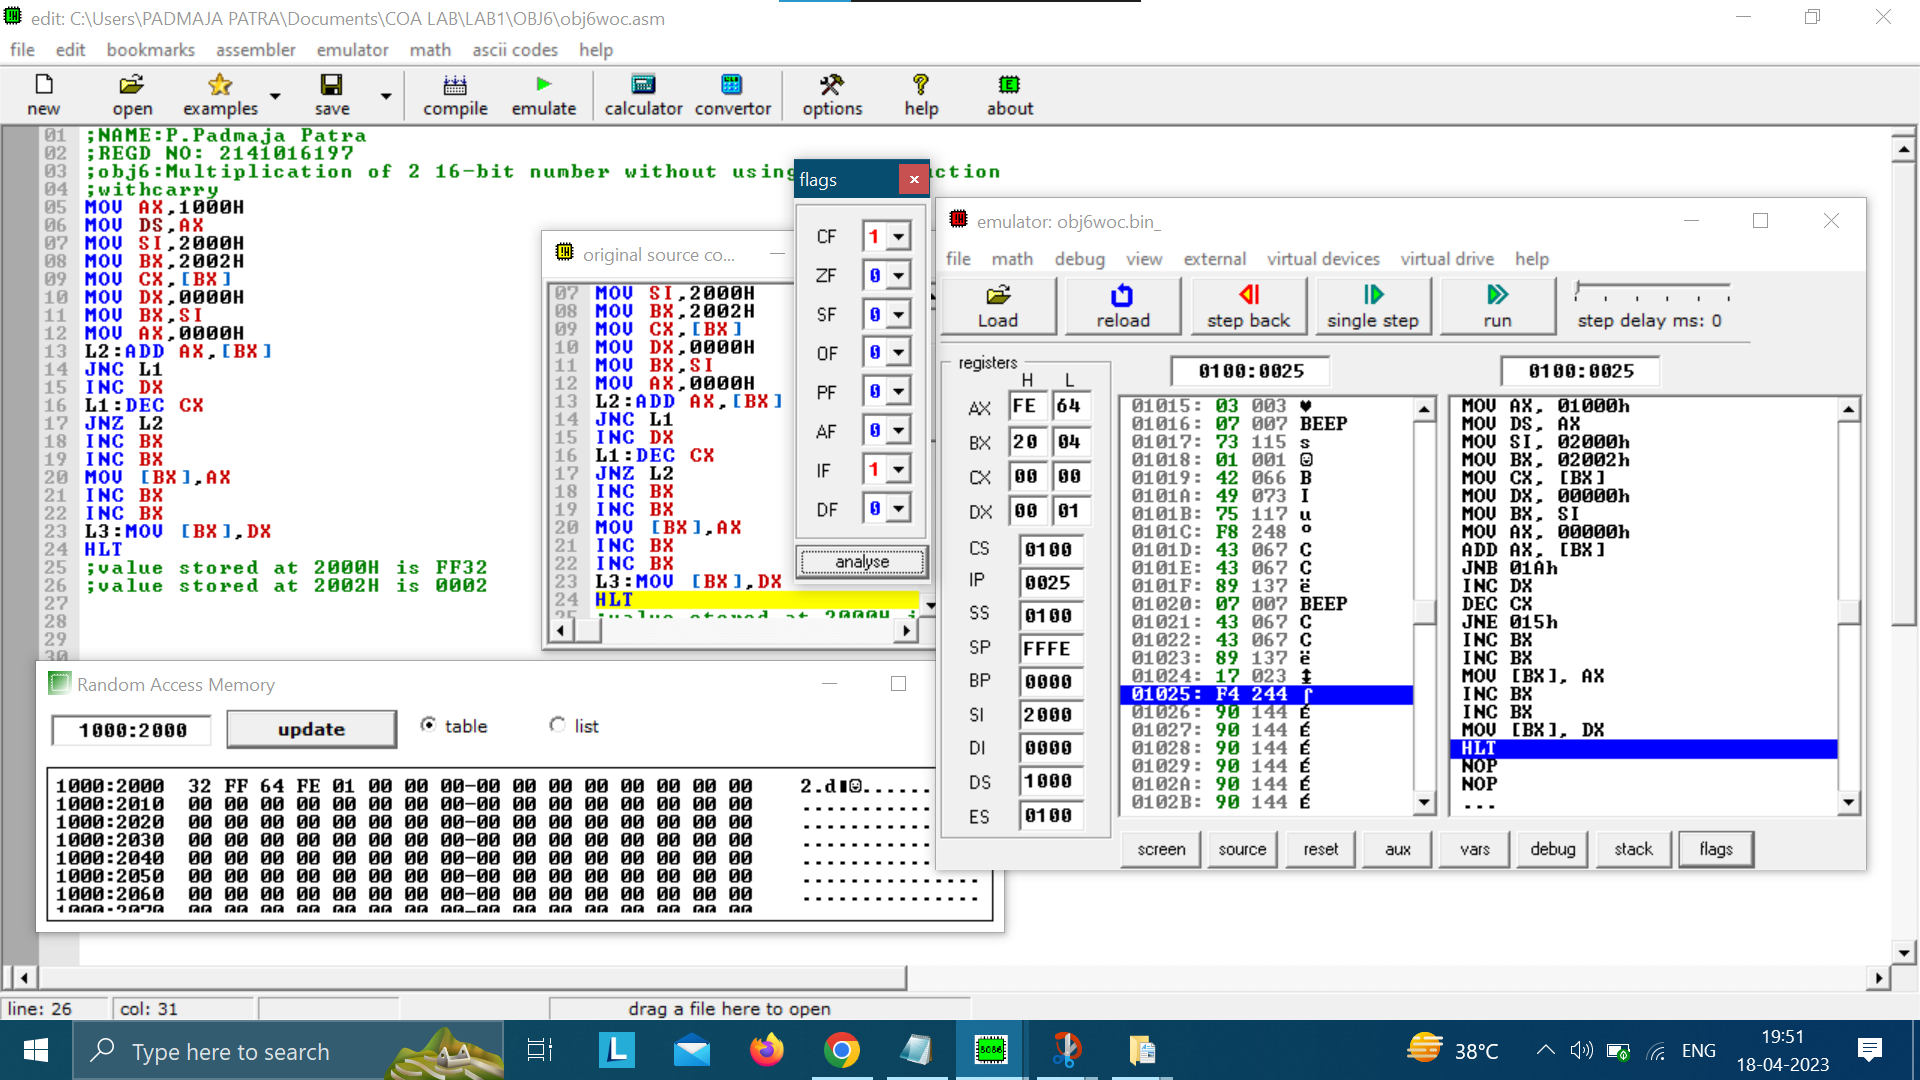 edit: C:\Users\PADMAJA PATRA\Documents\COA LAB\LAB1\OBJ6\obj6woc.asm
file edit bookmarks assembler emulator math ascii codes help
new open examples save compile emulate calculator convertor options help about
01 ;NAME:P.Padmaja Patra
02 ;REGD NO: 2141016197
03 ;obj6:Multiplication of 2 16-bit number without using ction
04 ;withcarry
05 MOV AX,1000H
06 MOV DS,AX
07 MOV SI,2000H
08 MOV BX,2002H
09 MOV CX,[BX]
10 MOV DX,0000H
11 MOV BX,SI
12 MOV AX,0000H
13 L2:ADD AX,[BX]
14 JNC L1
15 INC DX
16 L1:DEC CX
17 JNZ L2
18 INC BX
19 INC BX
20 MOV [BX],AX
21 INC BX
22 INC BX
23 L3:MOV [BX],DX
24 HLT
25 ;value stored at 2000H is FF32
26 ;value stored at 2002H is 0002
27
28
29
30
original source co...
07 MOV SI,2000H
08 MOV BX,2002H
09 MOV CX,[BX]
10 MOV DX,0000H
11 MOV BX,SI
12 MOV AX,0000H
13 L2:ADD AX,[BX]
14 JNC L1
15 INC DX
16 L1:DEC CX
17 JNZ L2
18 INC BX
19 INC BX
20 MOV [BX],AX
21 INC BX
22 INC BX
23 L3:MOV [BX],DX
24 HLT
25 ;value stored at 2000H i
flags
CF 1
ZF 0
SF 0
OF 0
PF 0
AF 0
IF 1
DF 0
analyse
emulator: obj6woc.bin_
file math debug view external virtual devices virtual drive help
Load reload step back single step run step delay ms: 0
registers
H L
AX FE 64
BX 20 04
CX 00 00
DX 00 01
CS 0100
IP 0025
SS 0100
SP FFFE
BP 0000
SI 2000
DI 0000
DS 1000
ES 0100
0100:0025
01015: 03 003 ♥
01016: 07 007 BEEP
01017: 73 115 s
01018: 01 001 ☺
01019: 42 066 B
0101A: 49 073 I
0101B: 75 117 u
0101C: F8 248 °
0101D: 43 067 C
0101E: 43 067 C
0101F: 89 137 ë
01020: 07 007 BEEP
01021: 43 067 C
01022: 43 067 C
01023: 89 137 ë
01024: 17 023 ↨
01025: F4 244 ⌠
01026: 90 144 É
01027: 90 144 É
01028: 90 144 É
01029: 90 144 É
0102A: 90 144 É
0102B: 90 144 É
0100:0025
MOV AX, 01000h
MOV DS, AX
MOV SI, 02000h
MOV BX, 02002h
MOV CX, [BX]
MOV DX, 00000h
MOV BX, SI
MOV AX, 00000h
ADD AX, [BX]
JNB 01Ah
INC DX
DEC CX
JNE 015h
INC BX
INC BX
MOV [BX], AX
INC BX
INC BX
MOV [BX], DX
HLT
NOP
NOP
...
screen source reset aux vars debug stack flags
Random Access Memory
1000:2000 update table list
1000:2000 32 FF 64 FE 01 00 00 00-00 00 00 00 00 00 00 00 2.d■☺......
1000:2010 00 00 00 00 00 00 00 00-00 00 00 00 00 00 00 00 ...........
1000:2020 00 00 00 00 00 00 00 00-00 00 00 00 00 00 00 00 ...........
1000:2030 00 00 00 00 00 00 00 00-00 00 00 00 00 00 00 00 ...........
1000:2040 00 00 00 00 00 00 00 00-00 00 00 00 00 00 00 00 ...........
1000:2050 00 00 00 00 00 00 00 00-00 00 00 00 00 00 00 00 ...............
1000:2060 00 00 00 00 00 00 00 00-00 00 00 00 00 00 00 00 ...............
1000:2070 00 00 00 00 00 00 00 00-00 00 00 00 00 00 00 00
line: 26 col: 31 drag a file here to open
Type here to search
L
8086
38°C
ENG
19:51
18-04-2023